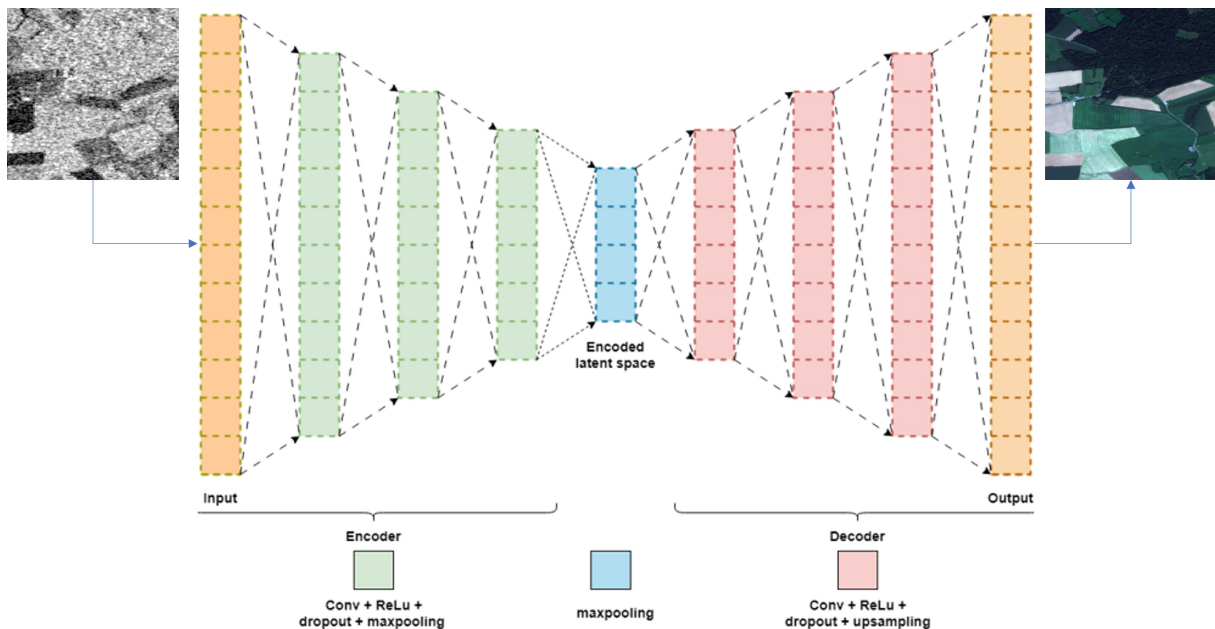 Encoded
latent space
Input
Output
Encoder
Decoder
Conv + ReLu +
dropout + maxpooling
maxpooling
Conv + ReLu +
dropout + upsampling